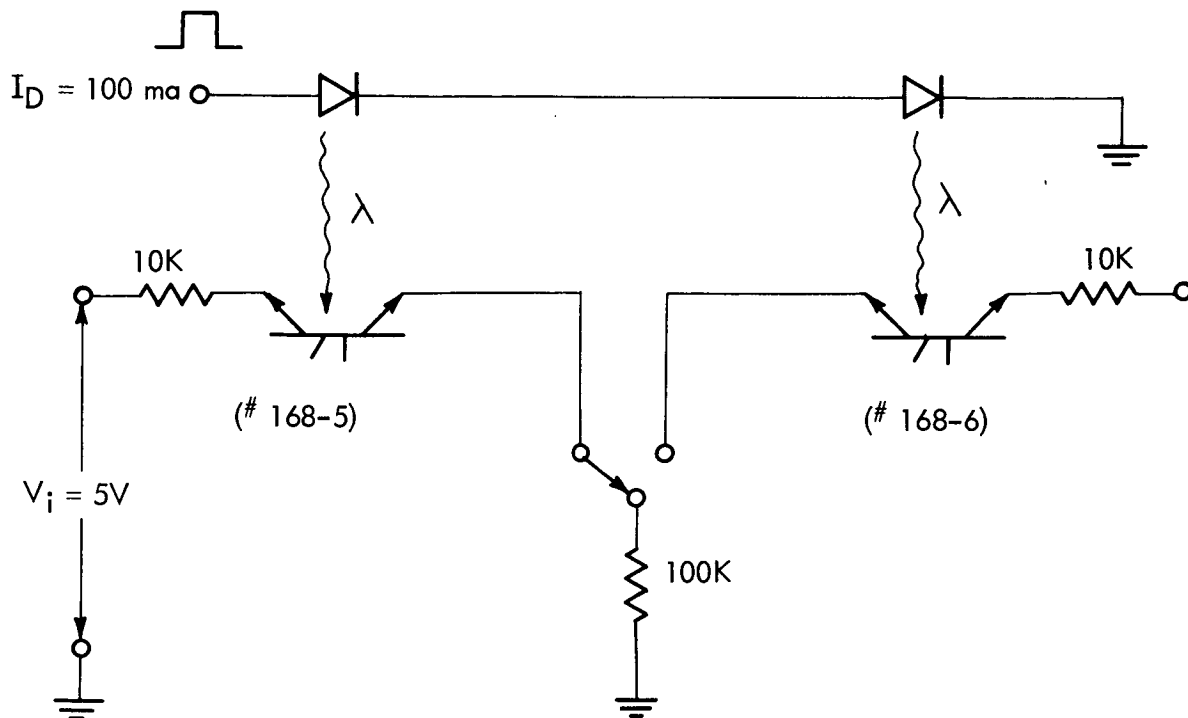 I_D = 100 ma
λ
λ
10K
10K
(# 168-5)
(# 168-6)
V_i = 5V
100K